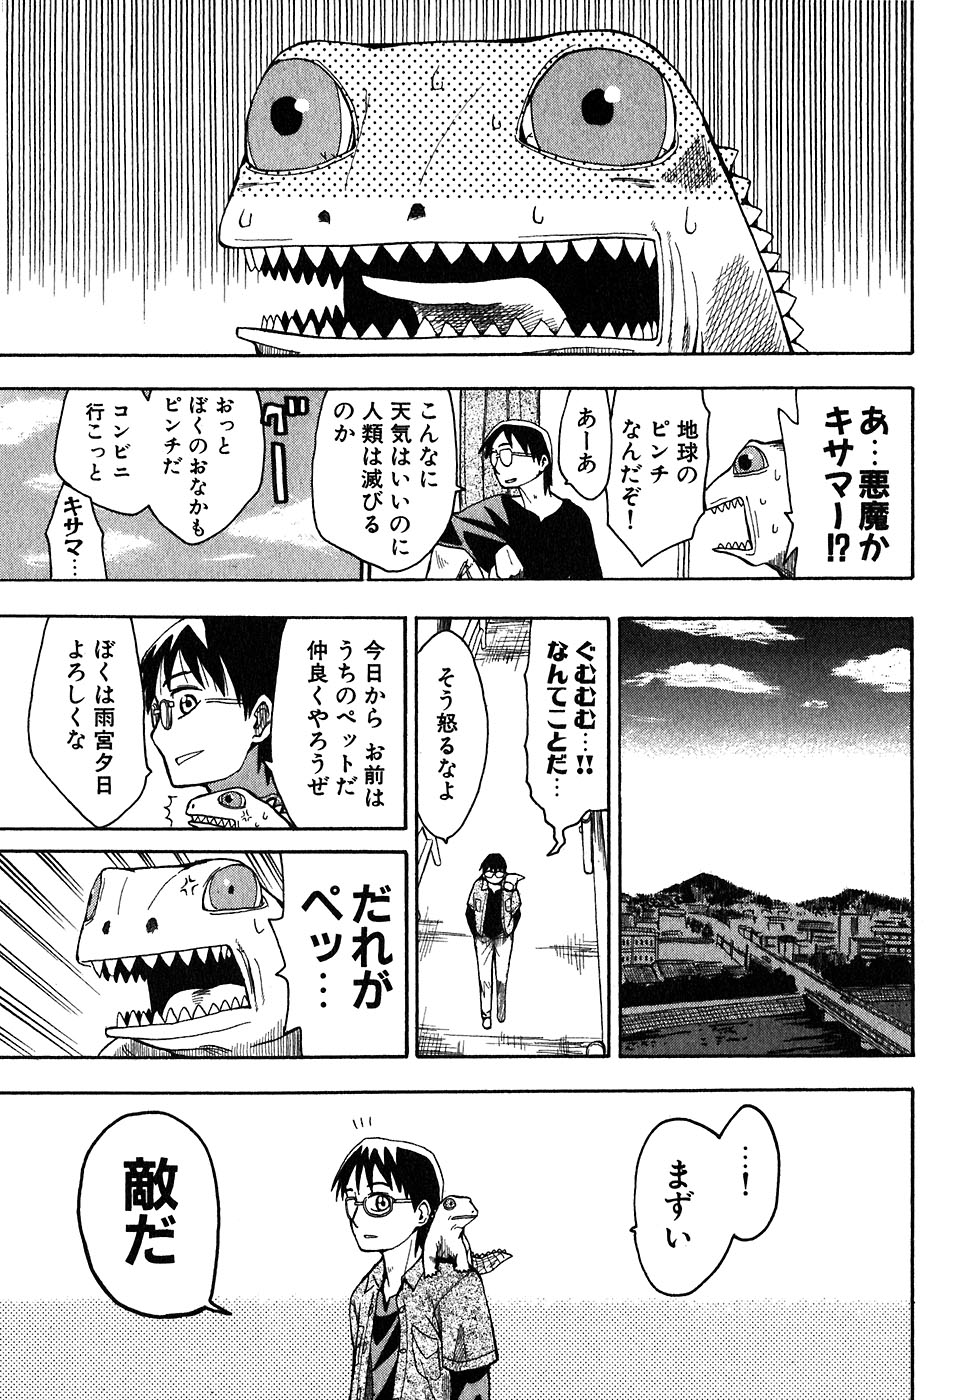 あ…悪魔か
キサマー!?
地球の
ピンチ
なんだぞ!
あーあ
こんなに
天気はいいのに
人類は滅びる
のか
グー
おっと
ぼくのおなかも
ピンチだ
コンビニ
行こっと
キサマ…
ぐむむむ…!!
なんてことだ…
そう怒るなよ
今日から お前は
うちのペットだ
仲良くやろうぜ
ぼくは雨宮夕日
よろしくな
だれが
ペッ…
…!
まずい
敵だ